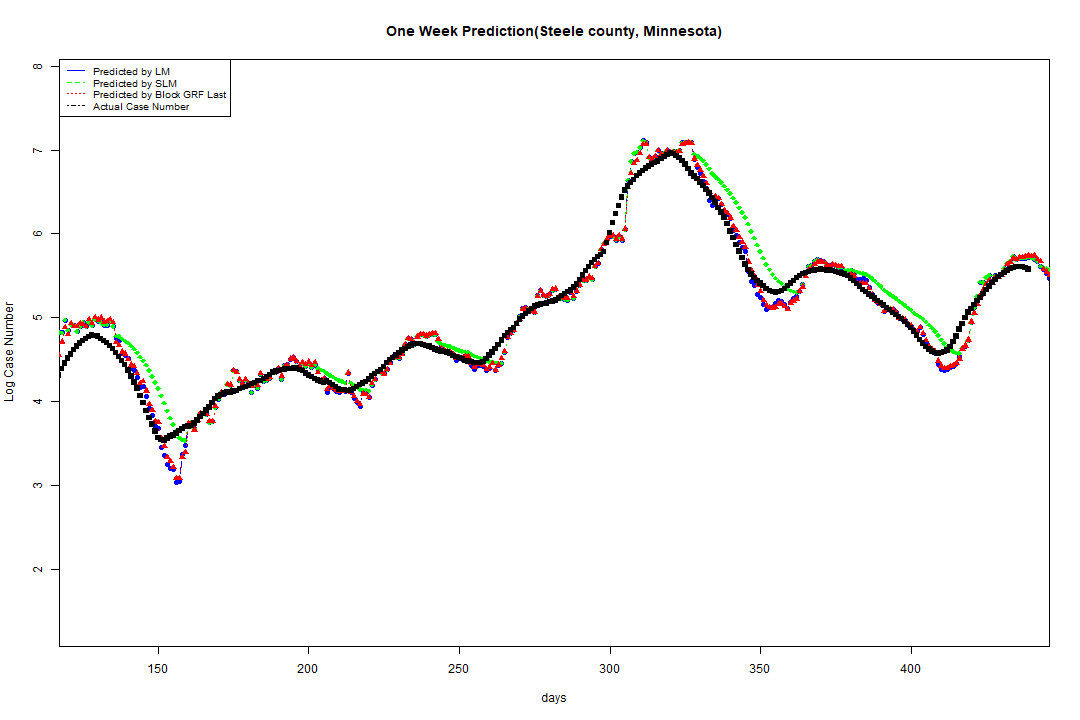 One Week Prediction(Steele county, Minnesota)
Predicted by LM
Predicted by SLM
Predicted by Block GRF Last
Actual Case Number
8
7
6
5
4
3
2
Log Case Number
150 200 250 300 350 400
days